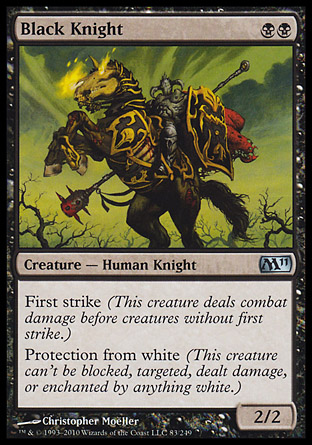 Black Knight
Creature — Human Knight
M11
First strike (This creature deals combat
damage before creatures without first
strike.)
Protection from white (This creature
can't be blocked, targeted, dealt damage,
or enchanted by anything white.)
Christopher Moeller
™ & © 1993–2010 Wizards of the Coast LLC 83/249
2/2